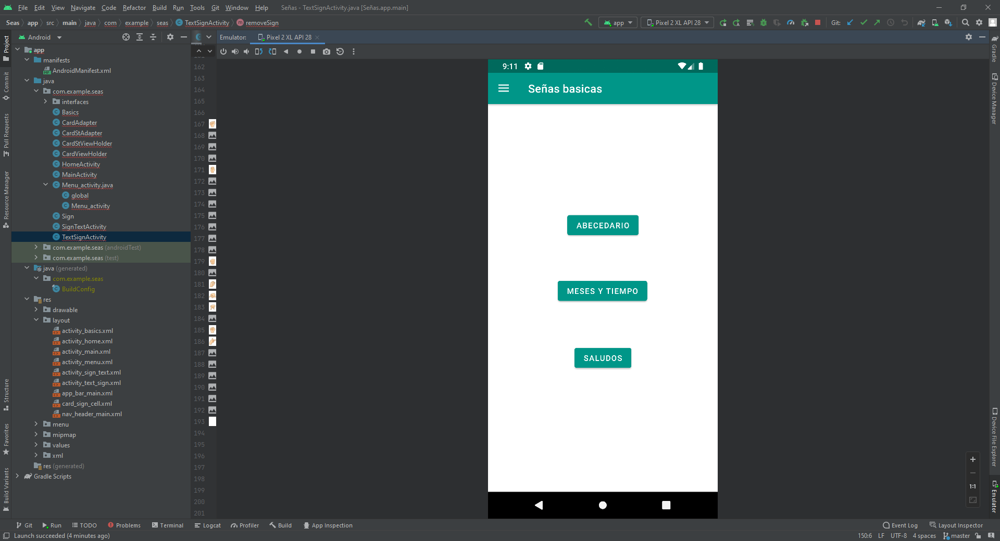 File Edit View Navigate Code Refactor Build Run Tools Git Window Help Señas - TextSignActivity.java [Señas.app.main]
Seas app src main java com example seas TextSignActivity removeSign app Pixel 2 XL API 28 Git:
Project
Android
Emulator: Pixel 2 XL API 28
app
manifests
AndroidManifest.xml
java
com.example.seas
interfaces
Basics
CardAdapter
CardStAdapter
CardStViewHolder
CardViewHolder
HomeActivity
MainActivity
Menu_activity.java
global
Menu_activity
Sign
SignTextActivity
TextSignActivity
com.example.seas (androidTest)
com.example.seas (test)
java (generated)
com.example.seas
BuildConfig
res
drawable
layout
activity_basics.xml
activity_home.xml
activity_main.xml
activity_menu.xml
activity_sign_text.xml
activity_text_sign.xml
app_bar_main.xml
card_sign_cell.xml
nav_header_main.xml
menu
mipmap
values
xml
res (generated)
Gradle Scripts
Commit
Pull Requests
Resource Manager
Structure
Favorites
Build Variants
162
163
164
165
166
167
168
169
170
171
172
173
174
175
176
177
178
179
180
181
182
183
184
185
186
187
188
189
190
191
192
193
194
195
196
197
198
199
200
201
9:11
Señas basicas
ABECEDARIO
MESES Y TIEMPO
SALUDOS
1:1
Gradle
Device Manager
Device File Explorer
Emulator
Git Run TODO Problems Terminal Logcat Profiler Build App Inspection Event Log Layout Inspector
Launch succeeded (4 minutes ago) 150:6 LF UTF-8 4 spaces master